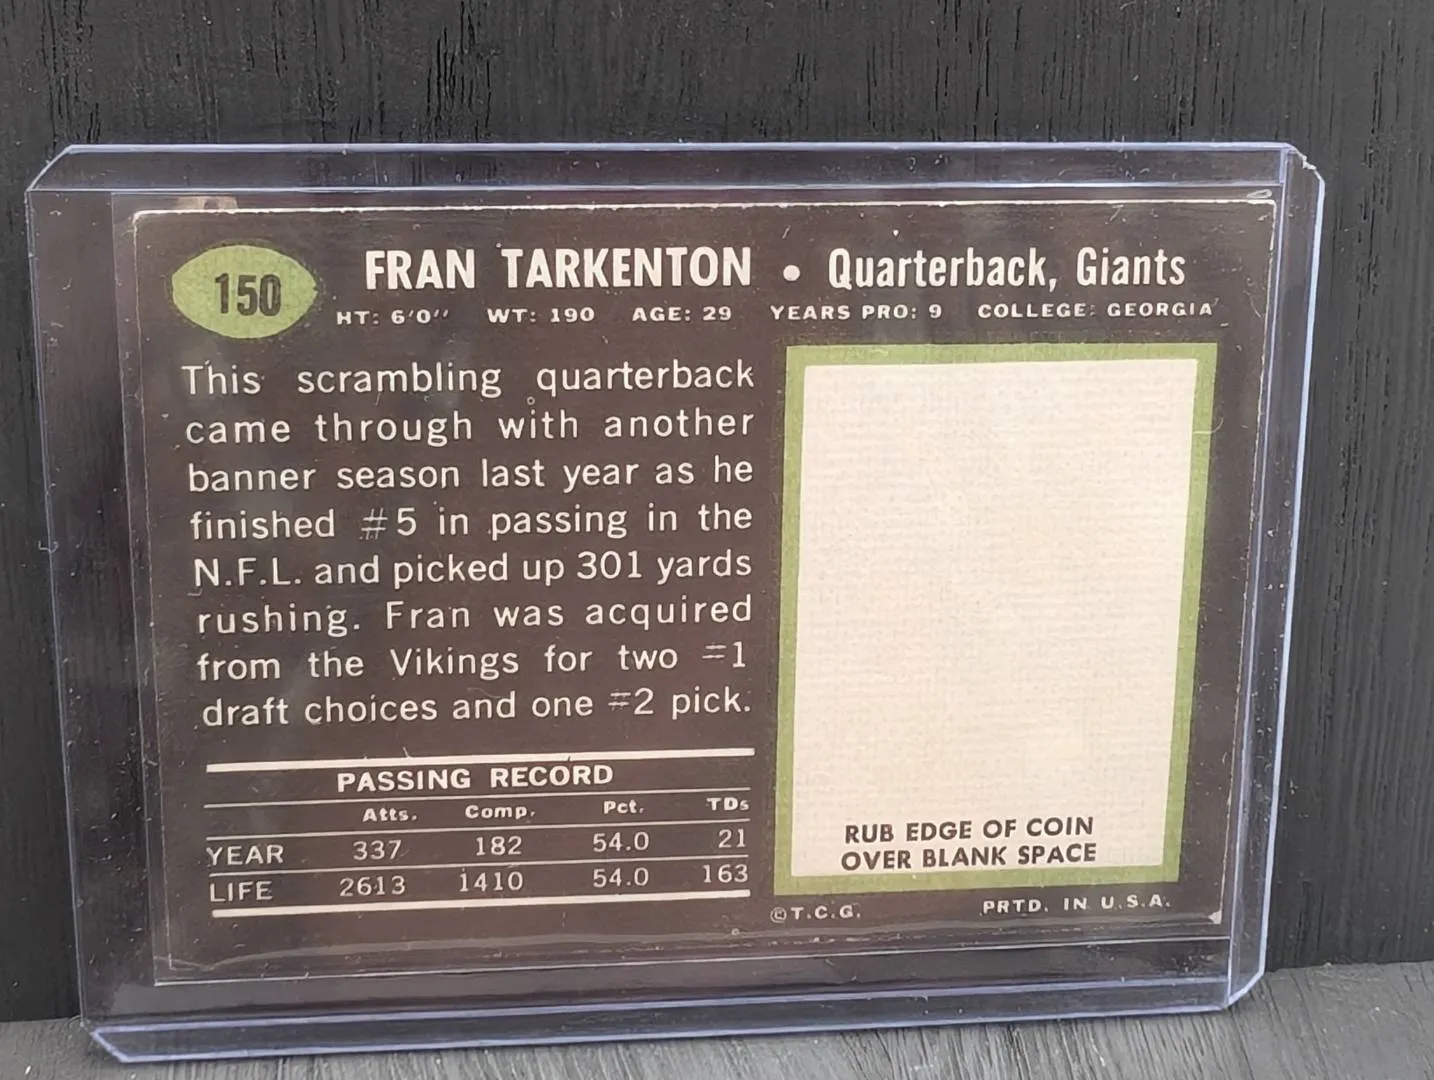 150
FRAN TARKENTON • Quarterback, Giants
HT: 6'0" WT: 190 AGE: 29 YEARS PRO: 9 COLLEGE: GEORGIA
This scrambling quarterback
came through with another
banner season last year as he
finished #5 in passing in the
N.F.L. and picked up 301 yards
rushing. Fran was acquired
from the Vikings for two #1
draft choices and one #2 pick.
PASSING RECORD
Atts. Comp. Pct. TDs
YEAR 337 182 54.0 21
LIFE 2613 1410 54.0 163
RUB EDGE OF COIN
OVER BLANK SPACE
©T.C.G. PRTD. IN U.S.A.